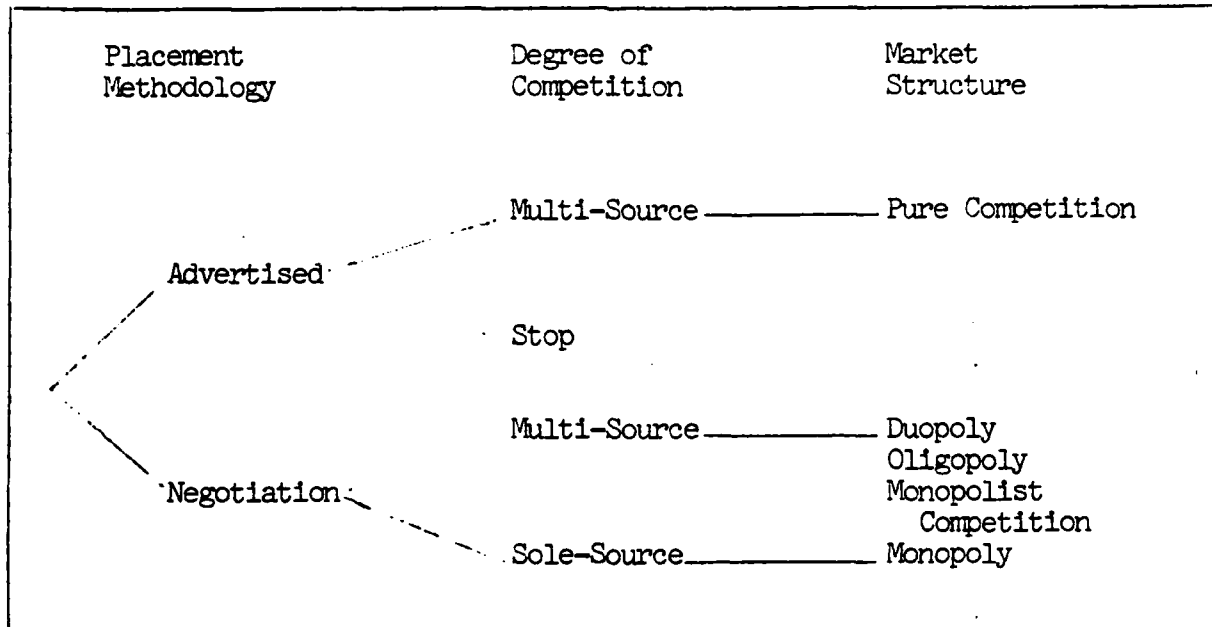 Placement Methodology
Degree of Competition
Market Structure
Multi-Source
Pure Competition
Advertised
Stop
Multi-Source
Duopoly
Oligopoly
Negotiation
Monopolist
Competition
Sole-Source
Monopoly